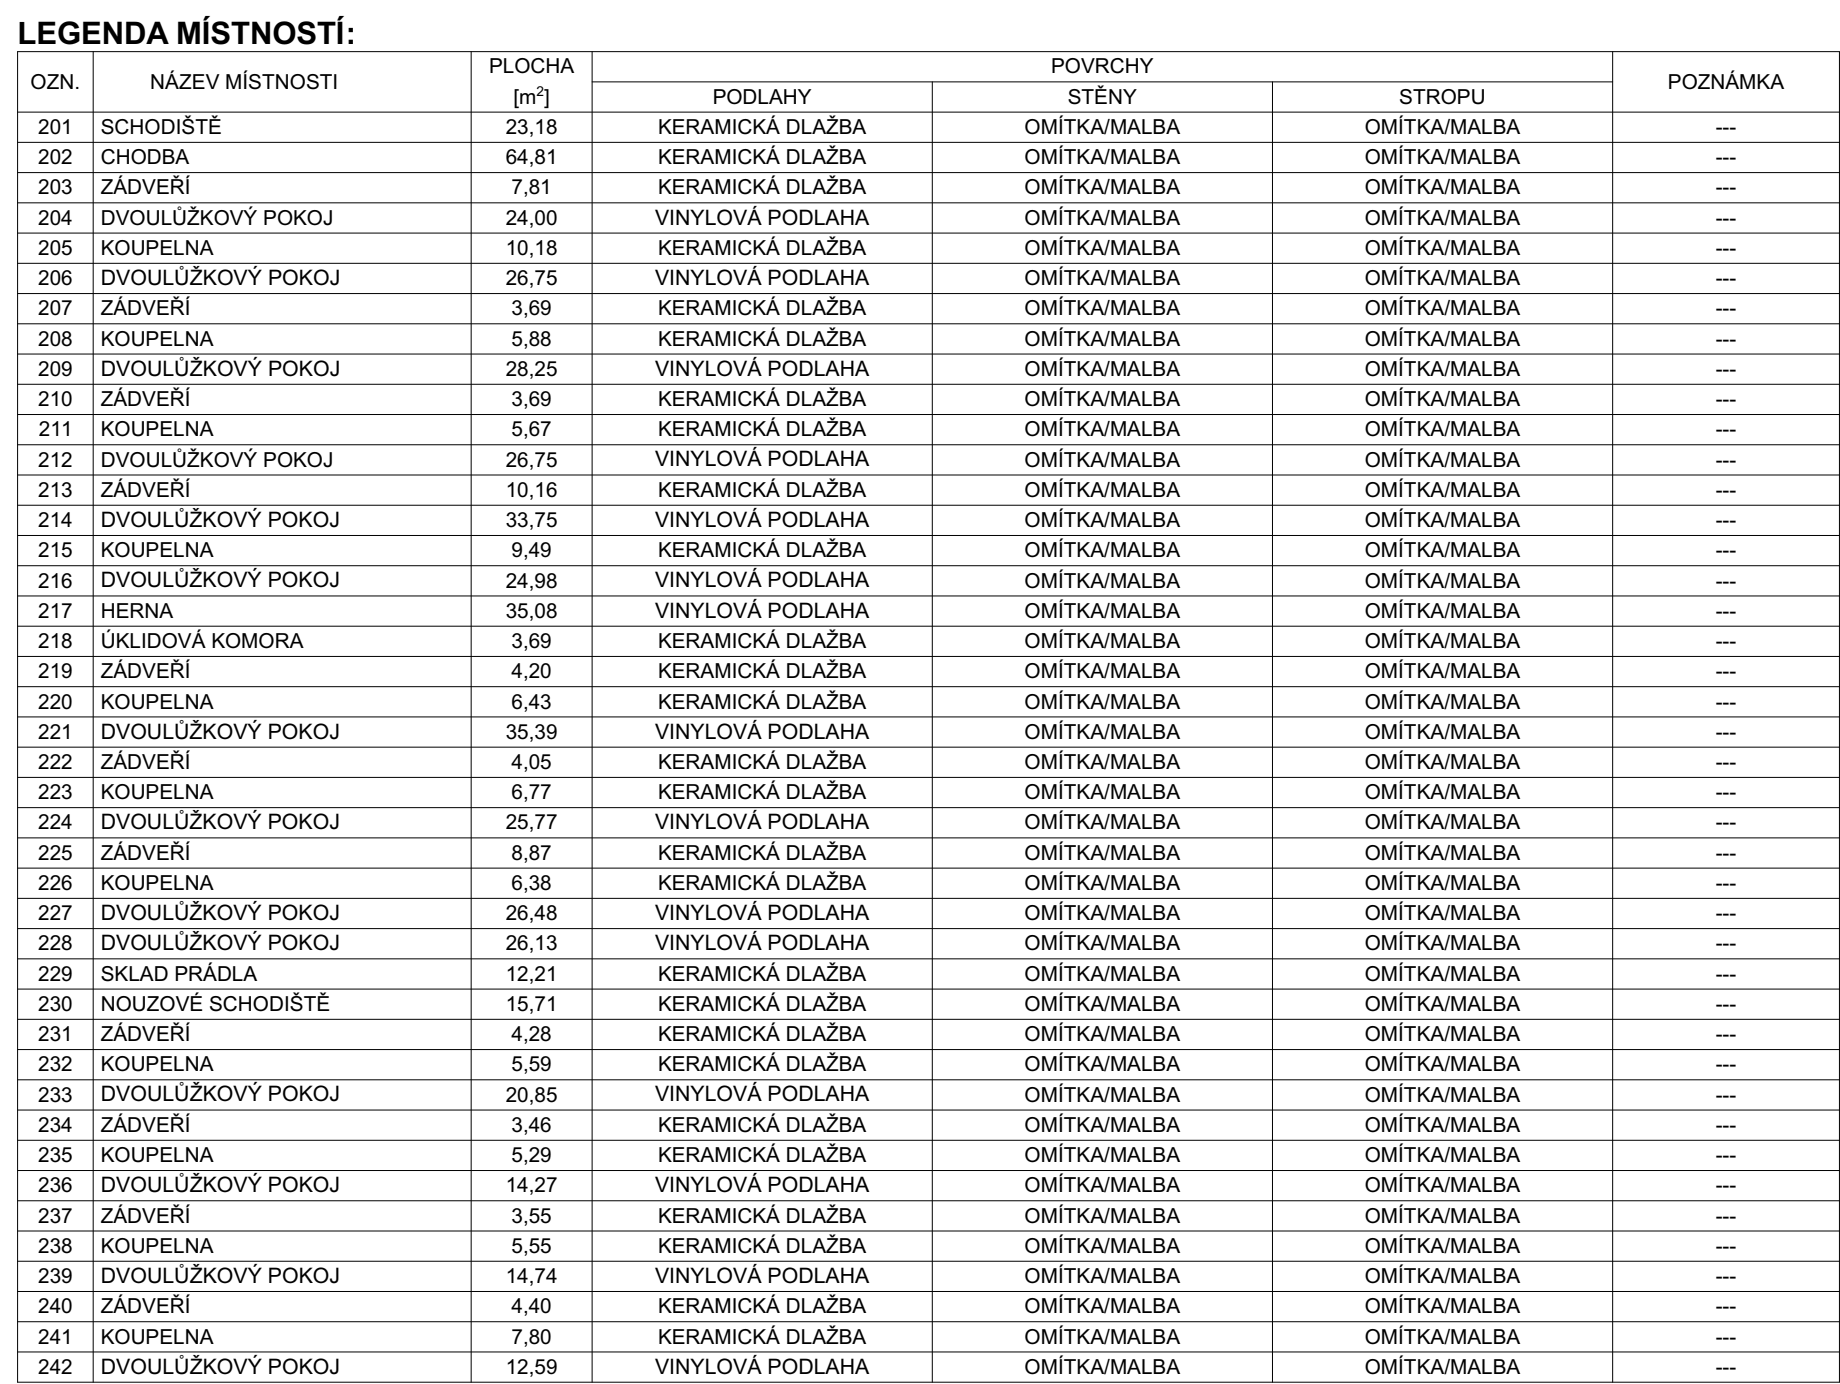 LEGENDA MÍSTNOSTÍ:
OZN. NÁZEV MÍSTNOSTI PLOCHA [m²] POVRCHY POZNÁMKA
PODLAHY STĚNY STROPU
201 SCHODIŠTĚ 23,18 KERAMICKÁ DLAŽBA OMÍTKA/MALBA OMÍTKA/MALBA ---
202 CHODBA 64,81 KERAMICKÁ DLAŽBA OMÍTKA/MALBA OMÍTKA/MALBA ---
203 ZÁDVEŘÍ 7,81 KERAMICKÁ DLAŽBA OMÍTKA/MALBA OMÍTKA/MALBA ---
204 DVOULŮŽKOVÝ POKOJ 24,00 VINYLOVÁ PODLAHA OMÍTKA/MALBA OMÍTKA/MALBA ---
205 KOUPELNA 10,18 KERAMICKÁ DLAŽBA OMÍTKA/MALBA OMÍTKA/MALBA ---
206 DVOULŮŽKOVÝ POKOJ 26,75 VINYLOVÁ PODLAHA OMÍTKA/MALBA OMÍTKA/MALBA ---
207 ZÁDVEŘÍ 3,69 KERAMICKÁ DLAŽBA OMÍTKA/MALBA OMÍTKA/MALBA ---
208 KOUPELNA 5,88 KERAMICKÁ DLAŽBA OMÍTKA/MALBA OMÍTKA/MALBA ---
209 DVOULŮŽKOVÝ POKOJ 28,25 VINYLOVÁ PODLAHA OMÍTKA/MALBA OMÍTKA/MALBA ---
210 ZÁDVEŘÍ 3,69 KERAMICKÁ DLAŽBA OMÍTKA/MALBA OMÍTKA/MALBA ---
211 KOUPELNA 5,67 KERAMICKÁ DLAŽBA OMÍTKA/MALBA OMÍTKA/MALBA ---
212 DVOULŮŽKOVÝ POKOJ 26,75 VINYLOVÁ PODLAHA OMÍTKA/MALBA OMÍTKA/MALBA ---
213 ZÁDVEŘÍ 10,16 KERAMICKÁ DLAŽBA OMÍTKA/MALBA OMÍTKA/MALBA ---
214 DVOULŮŽKOVÝ POKOJ 33,75 VINYLOVÁ PODLAHA OMÍTKA/MALBA OMÍTKA/MALBA ---
215 KOUPELNA 9,49 KERAMICKÁ DLAŽBA OMÍTKA/MALBA OMÍTKA/MALBA ---
216 DVOULŮŽKOVÝ POKOJ 24,98 VINYLOVÁ PODLAHA OMÍTKA/MALBA OMÍTKA/MALBA ---
217 HERNA 35,08 VINYLOVÁ PODLAHA OMÍTKA/MALBA OMÍTKA/MALBA ---
218 ÚKLIDOVÁ KOMORA 3,69 KERAMICKÁ DLAŽBA OMÍTKA/MALBA OMÍTKA/MALBA ---
219 ZÁDVEŘÍ 4,20 KERAMICKÁ DLAŽBA OMÍTKA/MALBA OMÍTKA/MALBA ---
220 KOUPELNA 6,43 KERAMICKÁ DLAŽBA OMÍTKA/MALBA OMÍTKA/MALBA ---
221 DVOULŮŽKOVÝ POKOJ 35,39 VINYLOVÁ PODLAHA OMÍTKA/MALBA OMÍTKA/MALBA ---
222 ZÁDVEŘÍ 4,05 KERAMICKÁ DLAŽBA OMÍTKA/MALBA OMÍTKA/MALBA ---
223 KOUPELNA 6,77 KERAMICKÁ DLAŽBA OMÍTKA/MALBA OMÍTKA/MALBA ---
224 DVOULŮŽKOVÝ POKOJ 25,77 VINYLOVÁ PODLAHA OMÍTKA/MALBA OMÍTKA/MALBA ---
225 ZÁDVEŘÍ 8,87 KERAMICKÁ DLAŽBA OMÍTKA/MALBA OMÍTKA/MALBA ---
226 KOUPELNA 6,38 KERAMICKÁ DLAŽBA OMÍTKA/MALBA OMÍTKA/MALBA ---
227 DVOULŮŽKOVÝ POKOJ 26,48 VINYLOVÁ PODLAHA OMÍTKA/MALBA OMÍTKA/MALBA ---
228 DVOULŮŽKOVÝ POKOJ 26,13 VINYLOVÁ PODLAHA OMÍTKA/MALBA OMÍTKA/MALBA ---
229 SKLAD PRÁDLA 12,21 KERAMICKÁ DLAŽBA OMÍTKA/MALBA OMÍTKA/MALBA ---
230 NOUZOVÉ SCHODIŠTĚ 15,71 KERAMICKÁ DLAŽBA OMÍTKA/MALBA OMÍTKA/MALBA ---
231 ZÁDVEŘÍ 4,28 KERAMICKÁ DLAŽBA OMÍTKA/MALBA OMÍTKA/MALBA ---
232 KOUPELNA 5,59 KERAMICKÁ DLAŽBA OMÍTKA/MALBA OMÍTKA/MALBA ---
233 DVOULŮŽKOVÝ POKOJ 20,85 VINYLOVÁ PODLAHA OMÍTKA/MALBA OMÍTKA/MALBA ---
234 ZÁDVEŘÍ 3,46 KERAMICKÁ DLAŽBA OMÍTKA/MALBA OMÍTKA/MALBA ---
235 KOUPELNA 5,29 KERAMICKÁ DLAŽBA OMÍTKA/MALBA OMÍTKA/MALBA ---
236 DVOULŮŽKOVÝ POKOJ 14,27 VINYLOVÁ PODLAHA OMÍTKA/MALBA OMÍTKA/MALBA ---
237 ZÁDVEŘÍ 3,55 KERAMICKÁ DLAŽBA OMÍTKA/MALBA OMÍTKA/MALBA ---
238 KOUPELNA 5,55 KERAMICKÁ DLAŽBA OMÍTKA/MALBA OMÍTKA/MALBA ---
239 DVOULŮŽKOVÝ POKOJ 14,74 VINYLOVÁ PODLAHA OMÍTKA/MALBA OMÍTKA/MALBA ---
240 ZÁDVEŘÍ 4,40 KERAMICKÁ DLAŽBA OMÍTKA/MALBA OMÍTKA/MALBA ---
241 KOUPELNA 7,80 KERAMICKÁ DLAŽBA OMÍTKA/MALBA OMÍTKA/MALBA ---
242 DVOULŮŽKOVÝ POKOJ 12,59 VINYLOVÁ PODLAHA OMÍTKA/MALBA OMÍTKA/MALBA ---